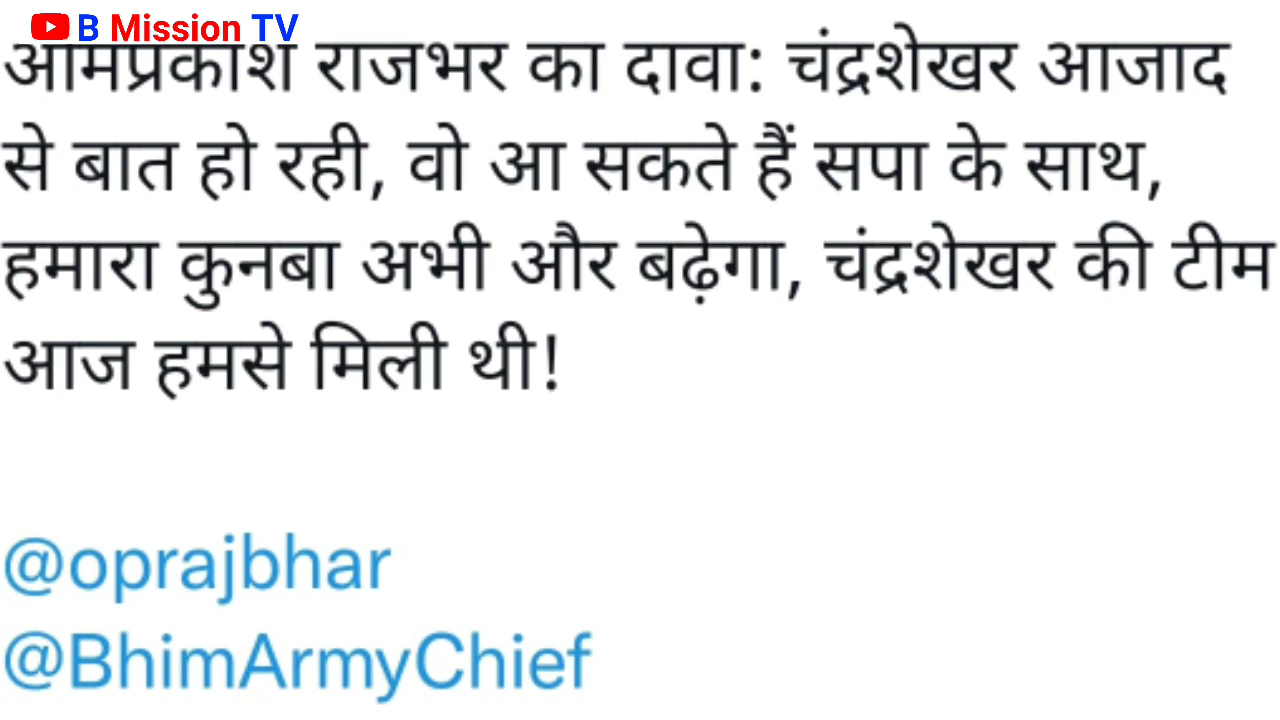 B Mission TV
ओमप्रकाश राजभर का दावा: चंद्रशेखर आजाद
से बात हो रही, वो आ सकते हैं सपा के साथ,
हमारा कुनबा अभी और बढ़ेगा, चंद्रशेखर की टीम
आज हमसे मिली थी!
@oprajbhar
@BhimArmyChief